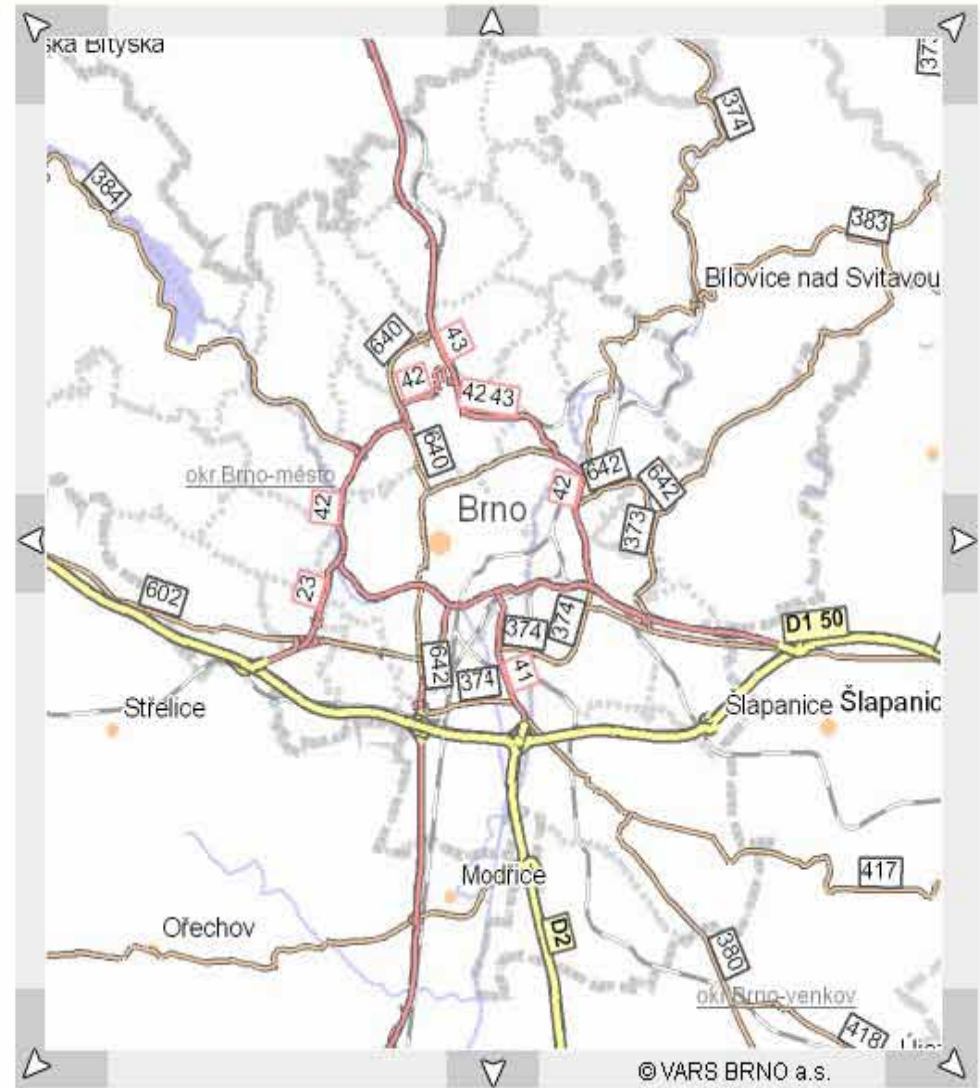 ská Bítýška
374
384
383
Bílovice nad Svitavou
640
43
42
42 43
640
okr.Brno-město
642
42
642
42
Brno
373
23
602
374
374
D1 50
642
374
41
Střelice
Šlapanice Šlapanic
417
Modřice
Ořechov
D2
380
okr.Brno-venkov
418
© VARS BRNO a.s.